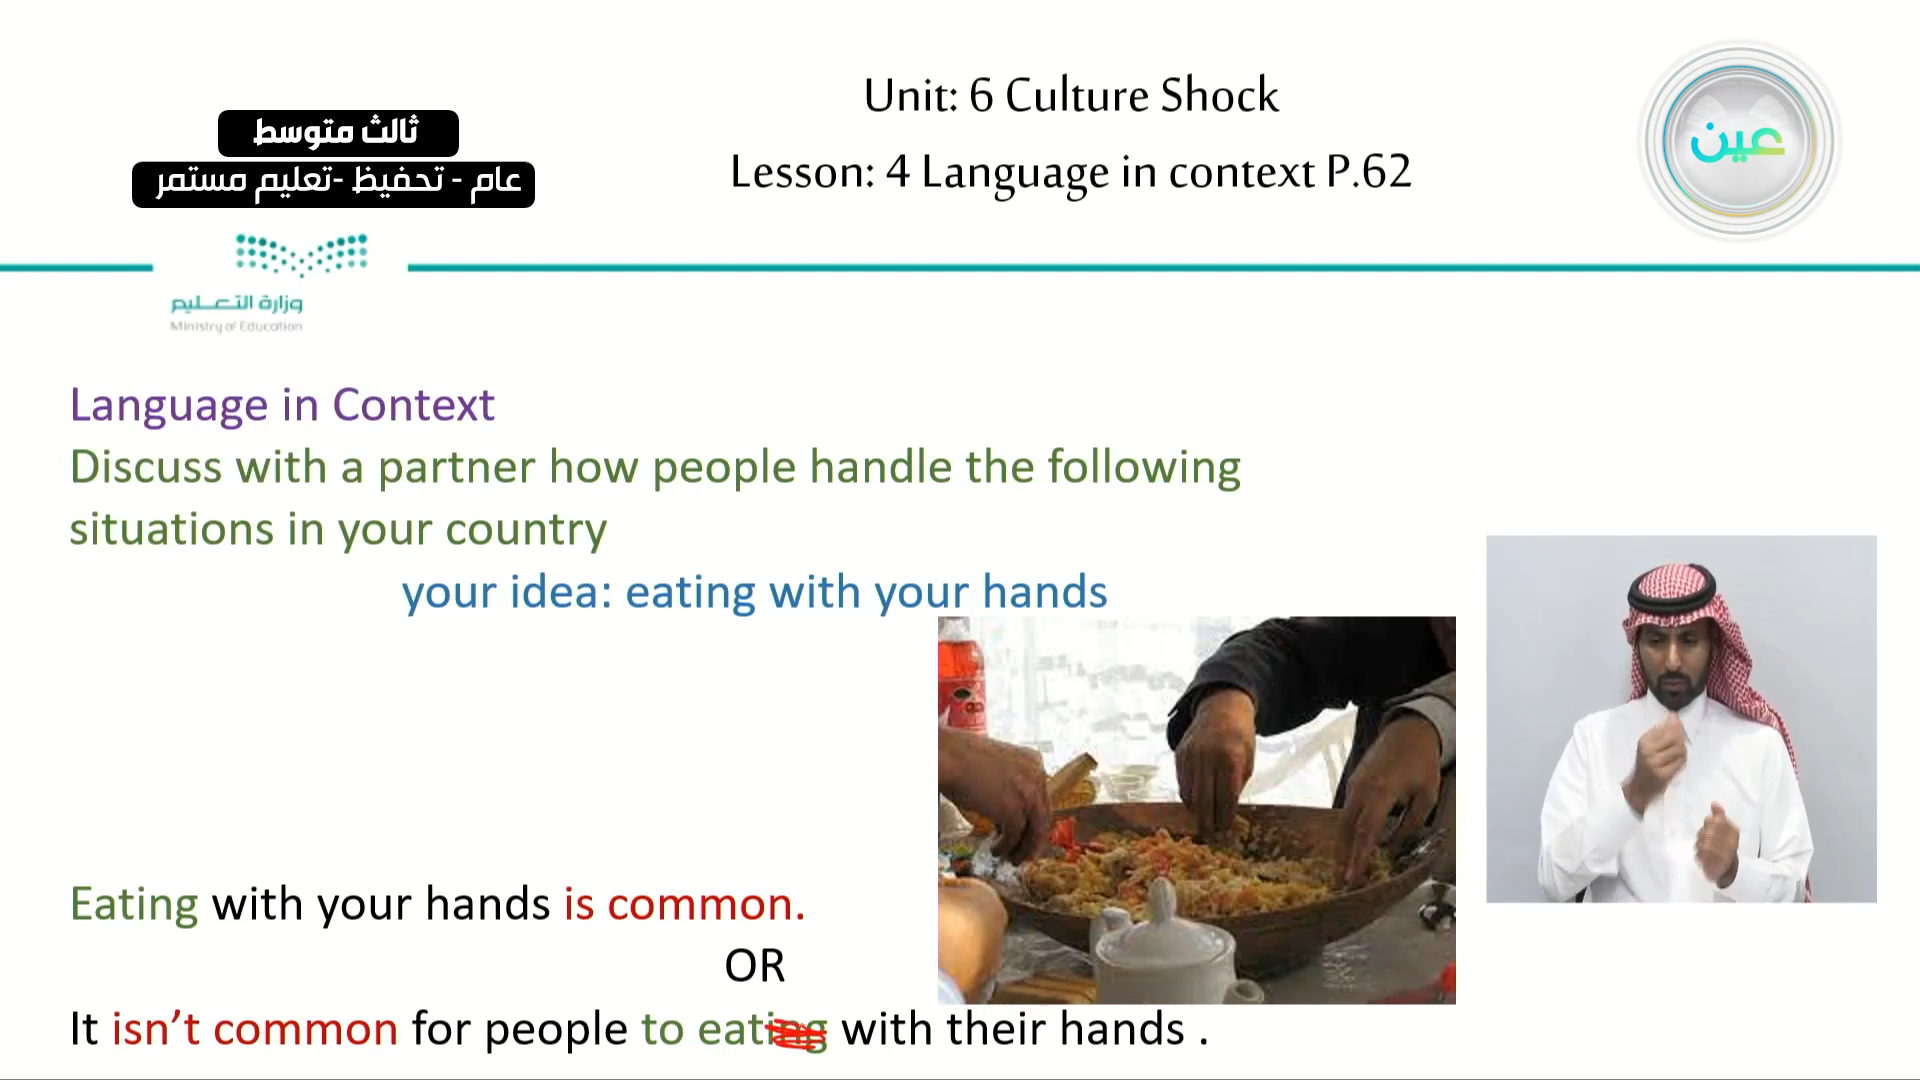 Unit: 6 Culture Shock
Lesson: 4 Language in context P.62
ثالث متوسط
عام - تحفيظ -تعليم مستمر
عين
وزارة التعليم
Ministry of Education
Language in Context
Discuss with a partner how people handle the following
situations in your country
your idea: eating with your hands
Eating with your hands is common.
OR
It isn't common for people to eating with their hands .